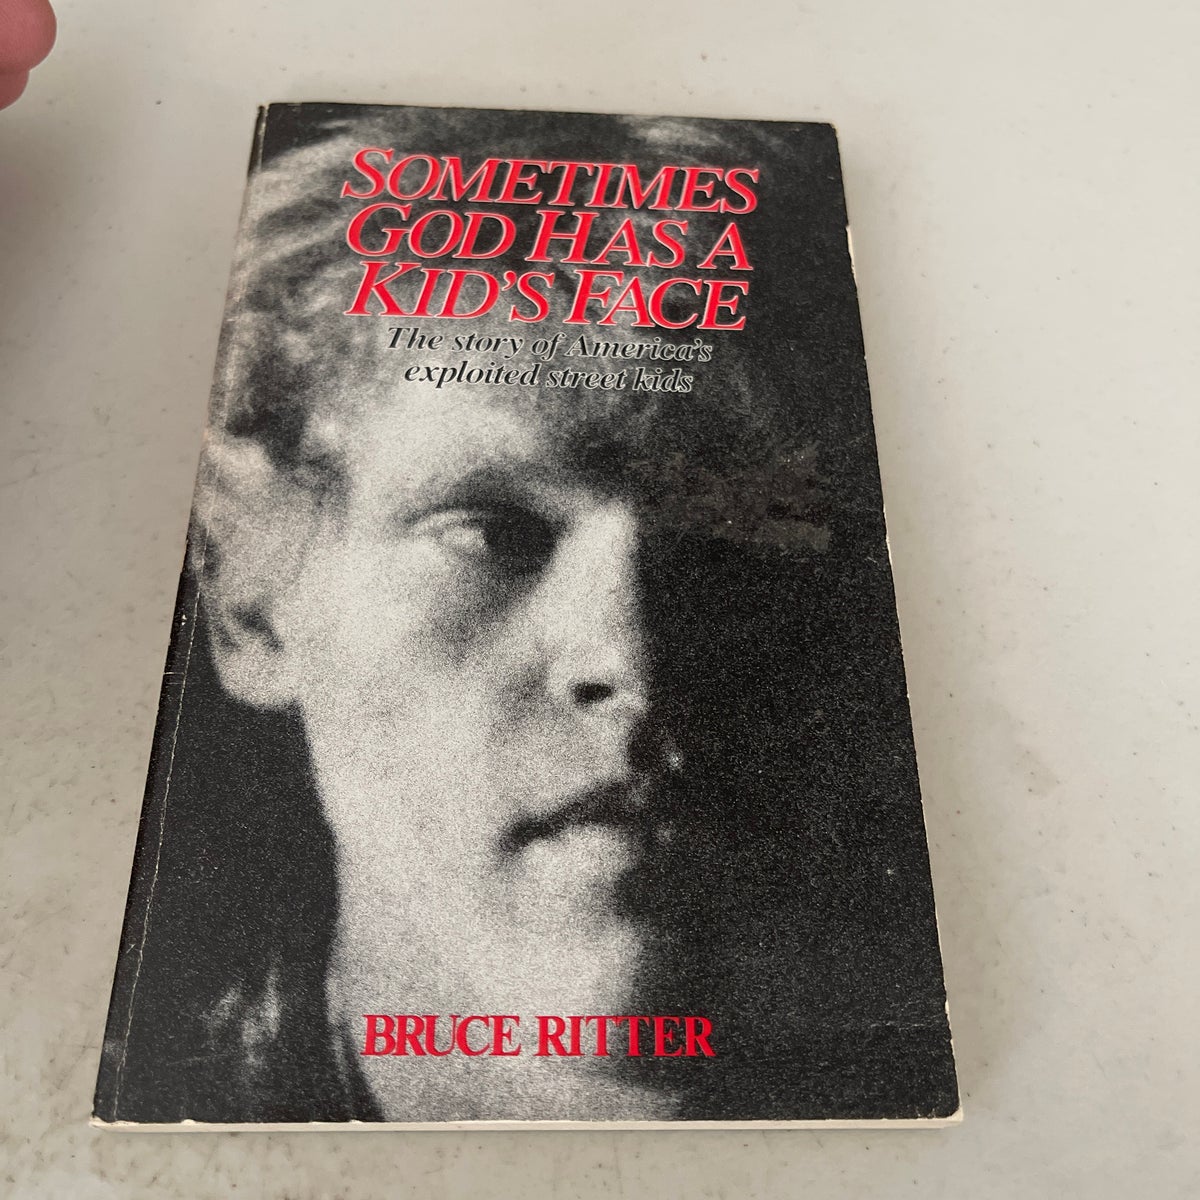 SOMETIMES
GOD HAS A
KID'S FACE
The story of America's
exploited street kids
BRUCE RITTER